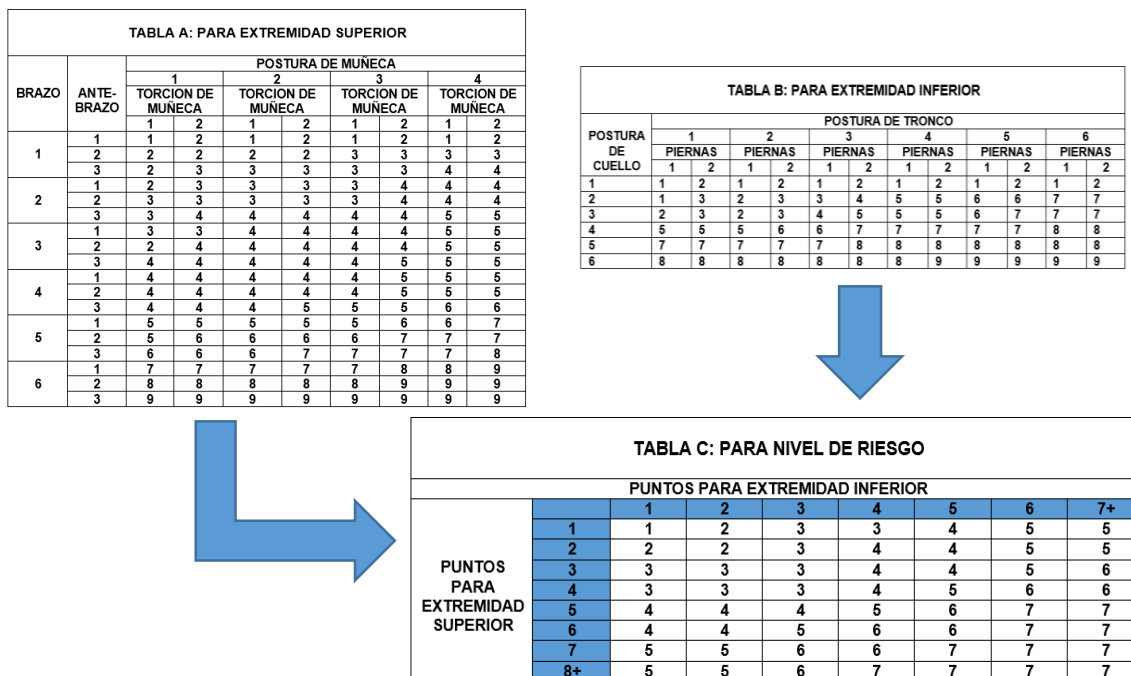 TABLA A: PARA EXTREMIDAD SUPERIOR
BRAZO ANTE-BRAZO POSTURA DE MUÑECA
1 2 3 4
TORCION DE MUÑECA TORCION DE MUÑECA TORCION DE MUÑECA TORCION DE MUÑECA
1 2 1 2 1 2 1 2
1 1 1 2 1 2 1 2 1 2
2 2 2 2 2 3 3 3 3
3 2 3 3 3 3 3 4 4
2 1 2 3 3 3 3 4 4 4
2 3 3 3 3 3 4 4 4
3 3 4 4 4 4 4 5 5
3 1 3 3 4 4 4 4 5 5
2 2 4 4 4 4 4 5 5
3 4 4 4 4 4 5 5 5
4 1 4 4 4 4 4 5 5 5
2 4 4 4 4 4 5 5 5
3 4 4 4 5 5 5 6 6
5 1 5 5 5 5 5 6 6 7
2 5 6 6 6 6 7 7 7
3 6 6 6 7 7 7 7 8
6 1 7 7 7 7 7 8 8 9
2 8 8 8 8 8 9 9 9
3 9 9 9 9 9 9 9 9
TABLA B: PARA EXTREMIDAD INFERIOR
POSTURA DE CUELLO POSTURA DE TRONCO
1 2 3 4 5 6
PIERNAS PIERNAS PIERNAS PIERNAS PIERNAS PIERNAS
1 2 1 2 1 2 1 2 1 2 1 2
1 1 2 1 2 1 2 1 2 1 2 1 2
2 1 3 2 3 3 4 5 5 6 6 7 7
3 2 3 2 3 4 5 5 5 6 7 7 7
4 5 5 5 6 6 7 7 7 7 7 8 8
5 7 7 7 7 7 8 8 8 8 8 8 8
6 8 8 8 8 8 8 8 9 9 9 9 9
TABLA C: PARA NIVEL DE RIESGO
PUNTOS PARA EXTREMIDAD INFERIOR
PUNTOS PARA EXTREMIDAD SUPERIOR 1 2 3 4 5 6 7+
1 1 2 3 3 4 5 5
2 2 2 3 4 4 5 5
3 3 3 3 4 4 5 6
4 3 3 3 4 5 6 6
5 4 4 4 5 6 7 7
6 4 4 5 6 6 7 7
7 5 5 6 6 7 7 7
8+ 5 5 6 7 7 7 7